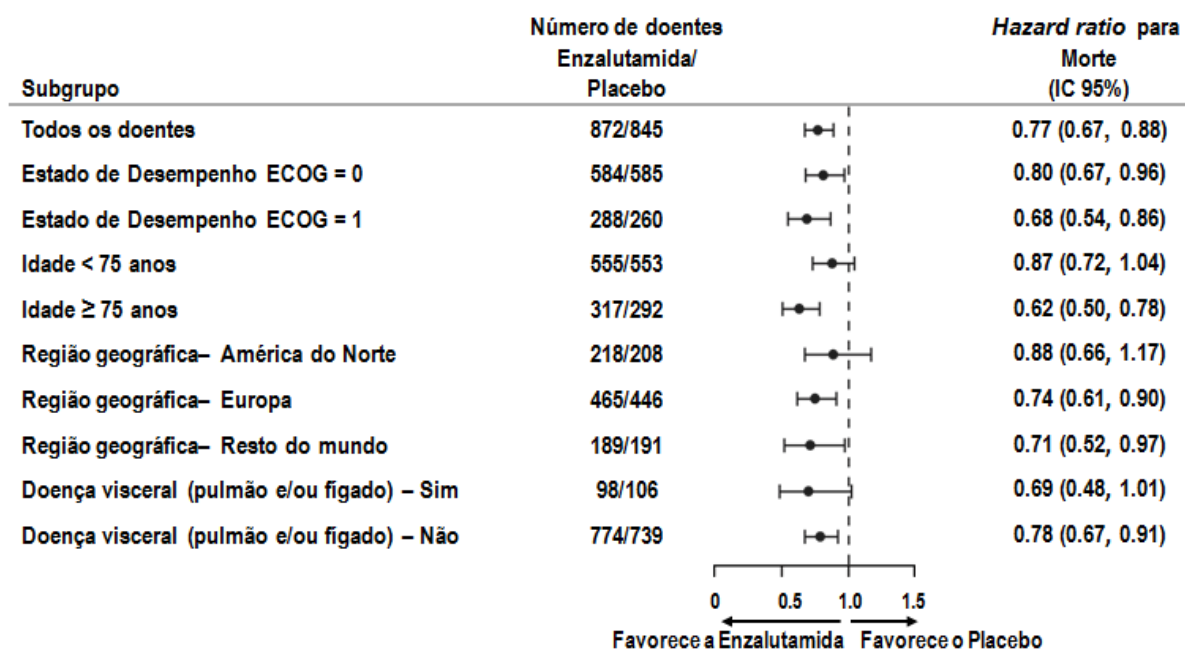 Número de doentes Hazard ratio para
Enzalutamida/ Morte
Subgrupo Placebo (IC 95%)
Todos os doentes 872/845 0.77 (0.67, 0.88)
Estado de Desempenho ECOG = 0 584/585 0.80 (0.67, 0.96)
Estado de Desempenho ECOG = 1 288/260 0.68 (0.54, 0.86)
Idade < 75 anos 555/553 0.87 (0.72, 1.04)
Idade ≥ 75 anos 317/292 0.62 (0.50, 0.78)
Região geográfica– América do Norte 218/208 0.88 (0.66, 1.17)
Região geográfica– Europa 465/446 0.74 (0.61, 0.90)
Região geográfica– Resto do mundo 189/191 0.71 (0.52, 0.97)
Doença visceral (pulmão e/ou fígado) – Sim 98/106 0.69 (0.48, 1.01)
Doença visceral (pulmão e/ou fígado) – Não 774/739 0.78 (0.67, 0.91)
0 0.5 1.0 1.5
Favorece a Enzalutamida Favorece o Placebo